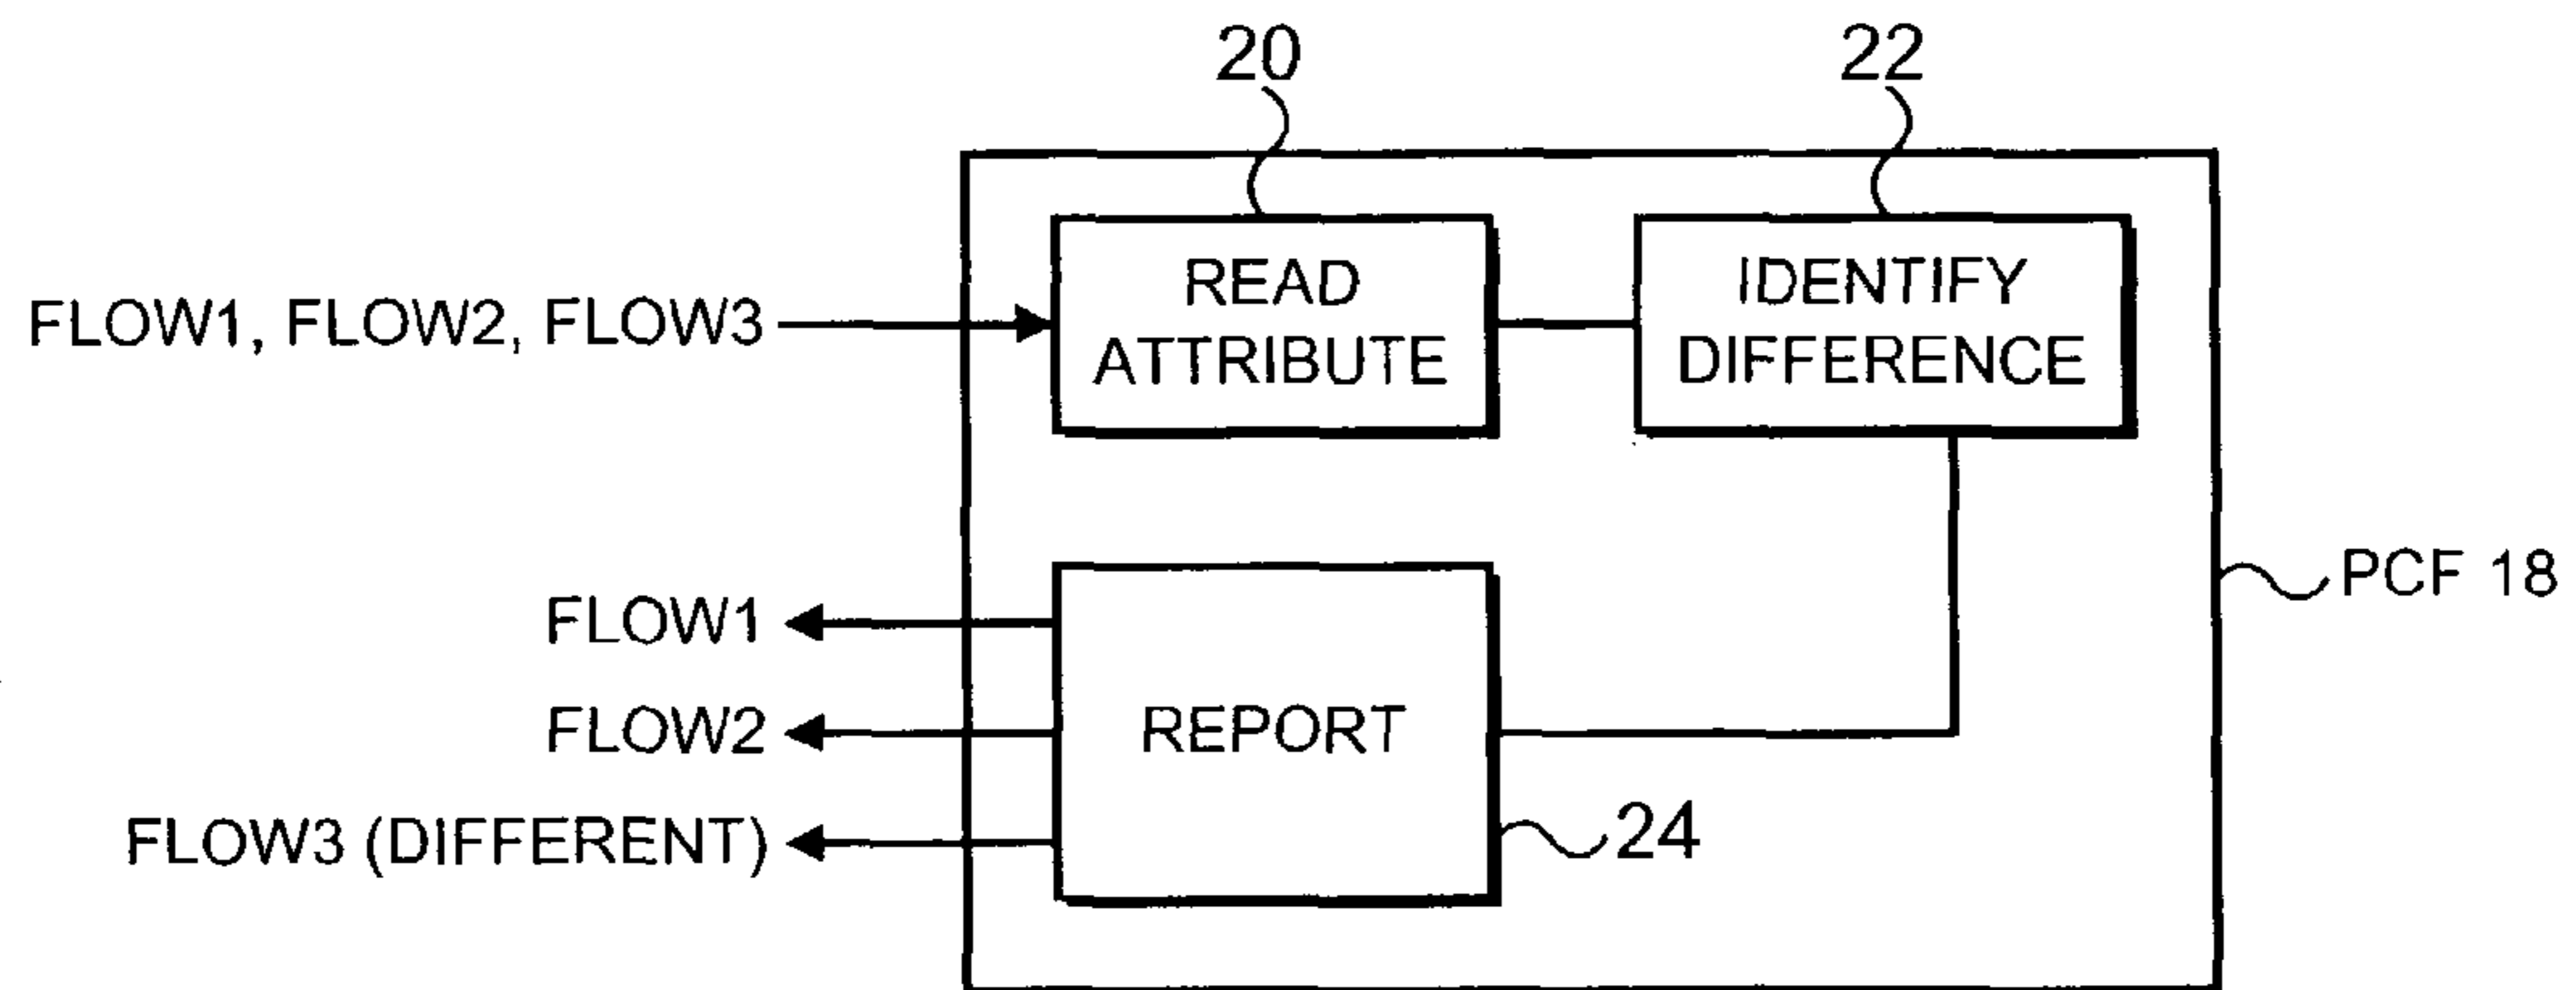 20
22
FLOW1, FLOW2, FLOW3
READ
ATTRIBUTE
IDENTIFY
DIFFERENCE
PCF 18
FLOW1
FLOW2
FLOW3 (DIFFERENT)
REPORT
24